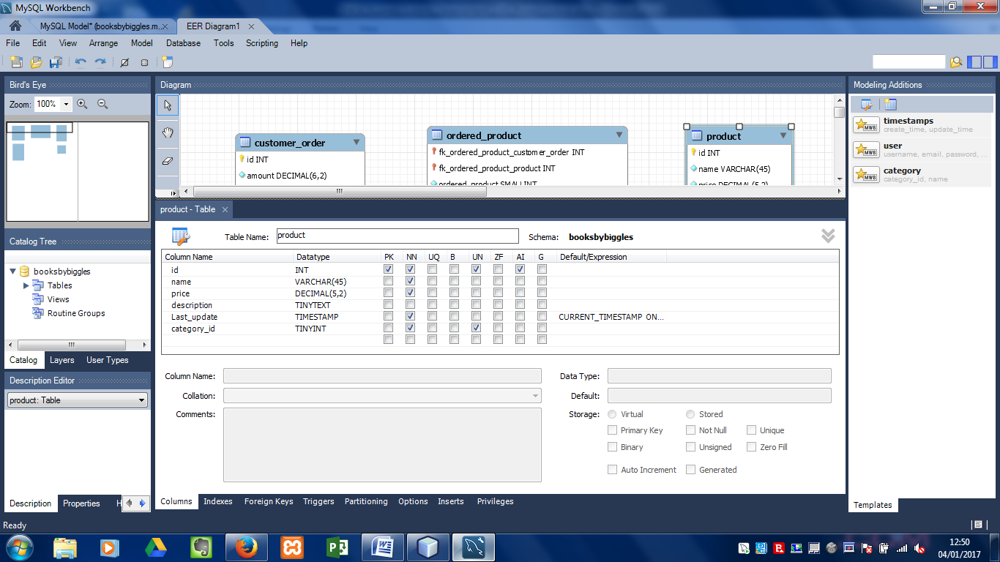 MySQL Workbench
MySQL Model* (booksbybiggles.m...
EER Diagram1
File Edit View Arrange Model Database Tools Scripting Help
Bird's Eye
Zoom: 100%
Diagram
customer_order
id INT
amount DECIMAL(6,2)
ordered_product
fk_ordered_product_customer_order INT
fk_ordered_product_product INT
ordered_product SMALLINT
product
id INT
name VARCHAR(45)
price DECIMAL(5,2)
Modeling Additions
timestamps
create_time, update_time
user
username, email, password, ...
category
category_id, name
MWB
MWB
MWB
Templates
Catalog Tree
booksbybiggles
Tables
Views
Routine Groups
Catalog Layers User Types
Description Editor
product: Table
Description Properties H
product - Table
Table Name: product Schema: booksbybiggles
Column Name Datatype PK NN UQ B UN ZF AI G Default/Expression
id INT
name VARCHAR(45)
price DECIMAL(5,2)
description TINYTEXT
Last_update TIMESTAMP CURRENT_TIMESTAMP ON...
category_id TINYINT
Column Name: Data Type:
Collation: Default:
Comments: Storage: Virtual Stored
Primary Key Not Null Unique
Binary Unsigned Zero Fill
Auto Increment Generated
Columns Indexes Foreign Keys Triggers Partitioning Options Inserts Privileges
Ready
12:50
04/01/2017